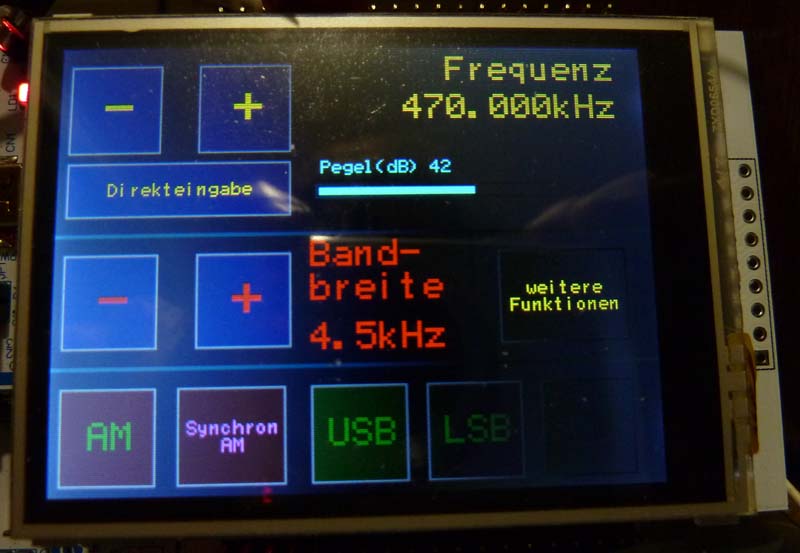 - +
Frequenz
470.000kHz
Direkteingabe
Pegel(dB) 42
- +
Band-
breite
4.5kHz
weitere
Funktionen
AM
Synchron
AM
USB
LSB